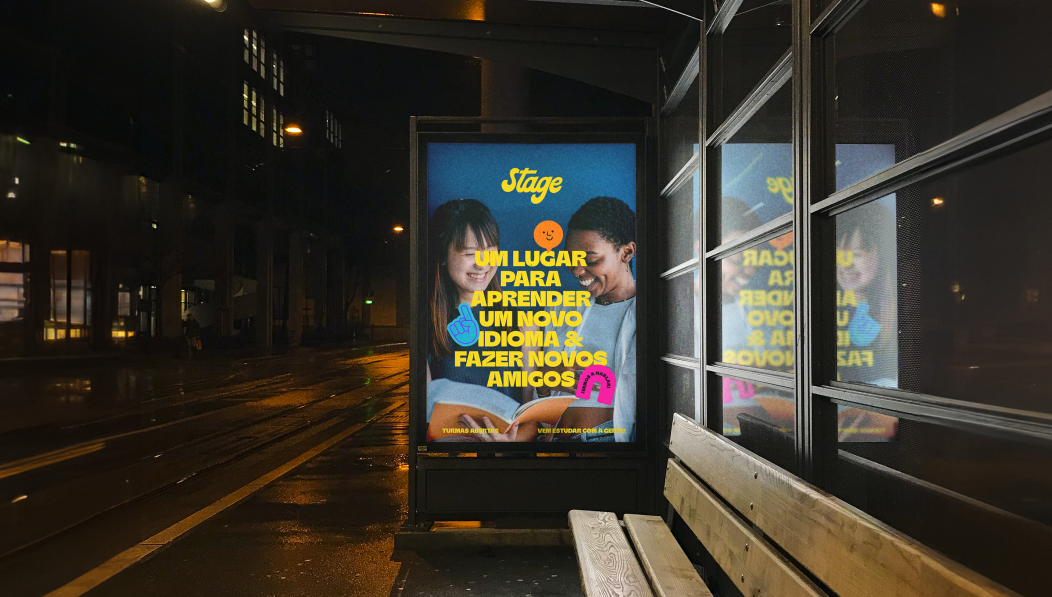 Stage
UM LUGAR
PARA
APRENDER
UM NOVO
IDIOMA &
FAZER NOVOS
AMIGOS
TURMAS ABERTAS
VEM ESTUDAR COM A GENTE!